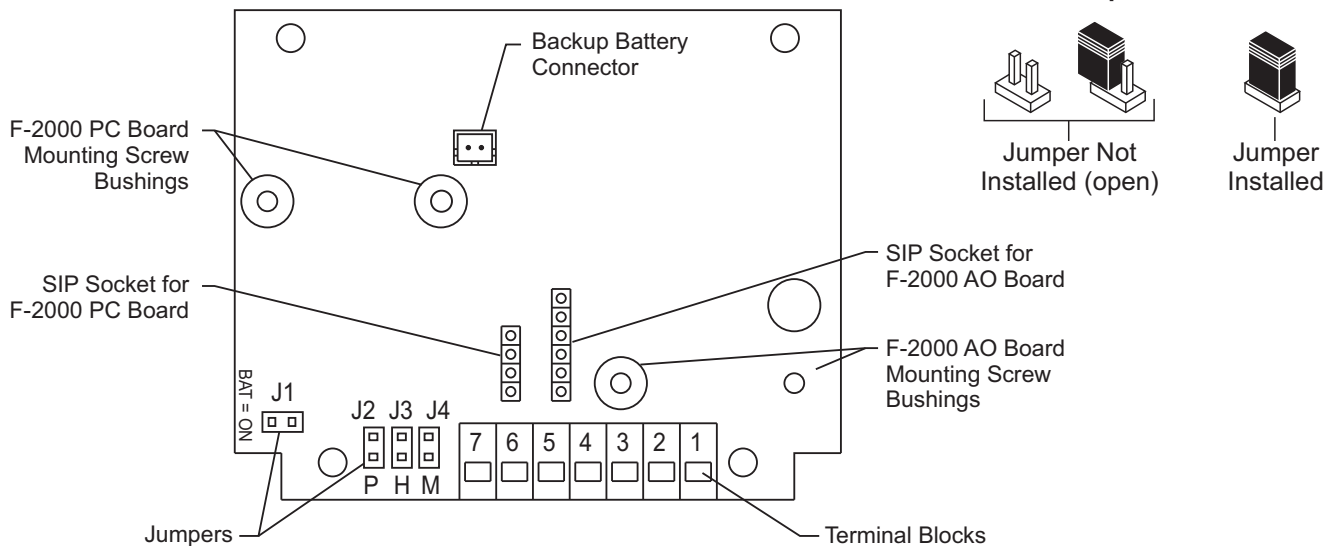 Backup Battery
Connector
F-2000 PC Board
Mounting Screw
Bushings
Jumper Not
Installed (open)
Jumper
Installed
SIP Socket for
F-2000 AO Board
SIP Socket for
F-2000 PC Board
F-2000 AO Board
Mounting Screw
Bushings
BAT = ON
J1
J2 J3 J4
7 6 5 4 3 2 1
P H M
Jumpers
Terminal Blocks